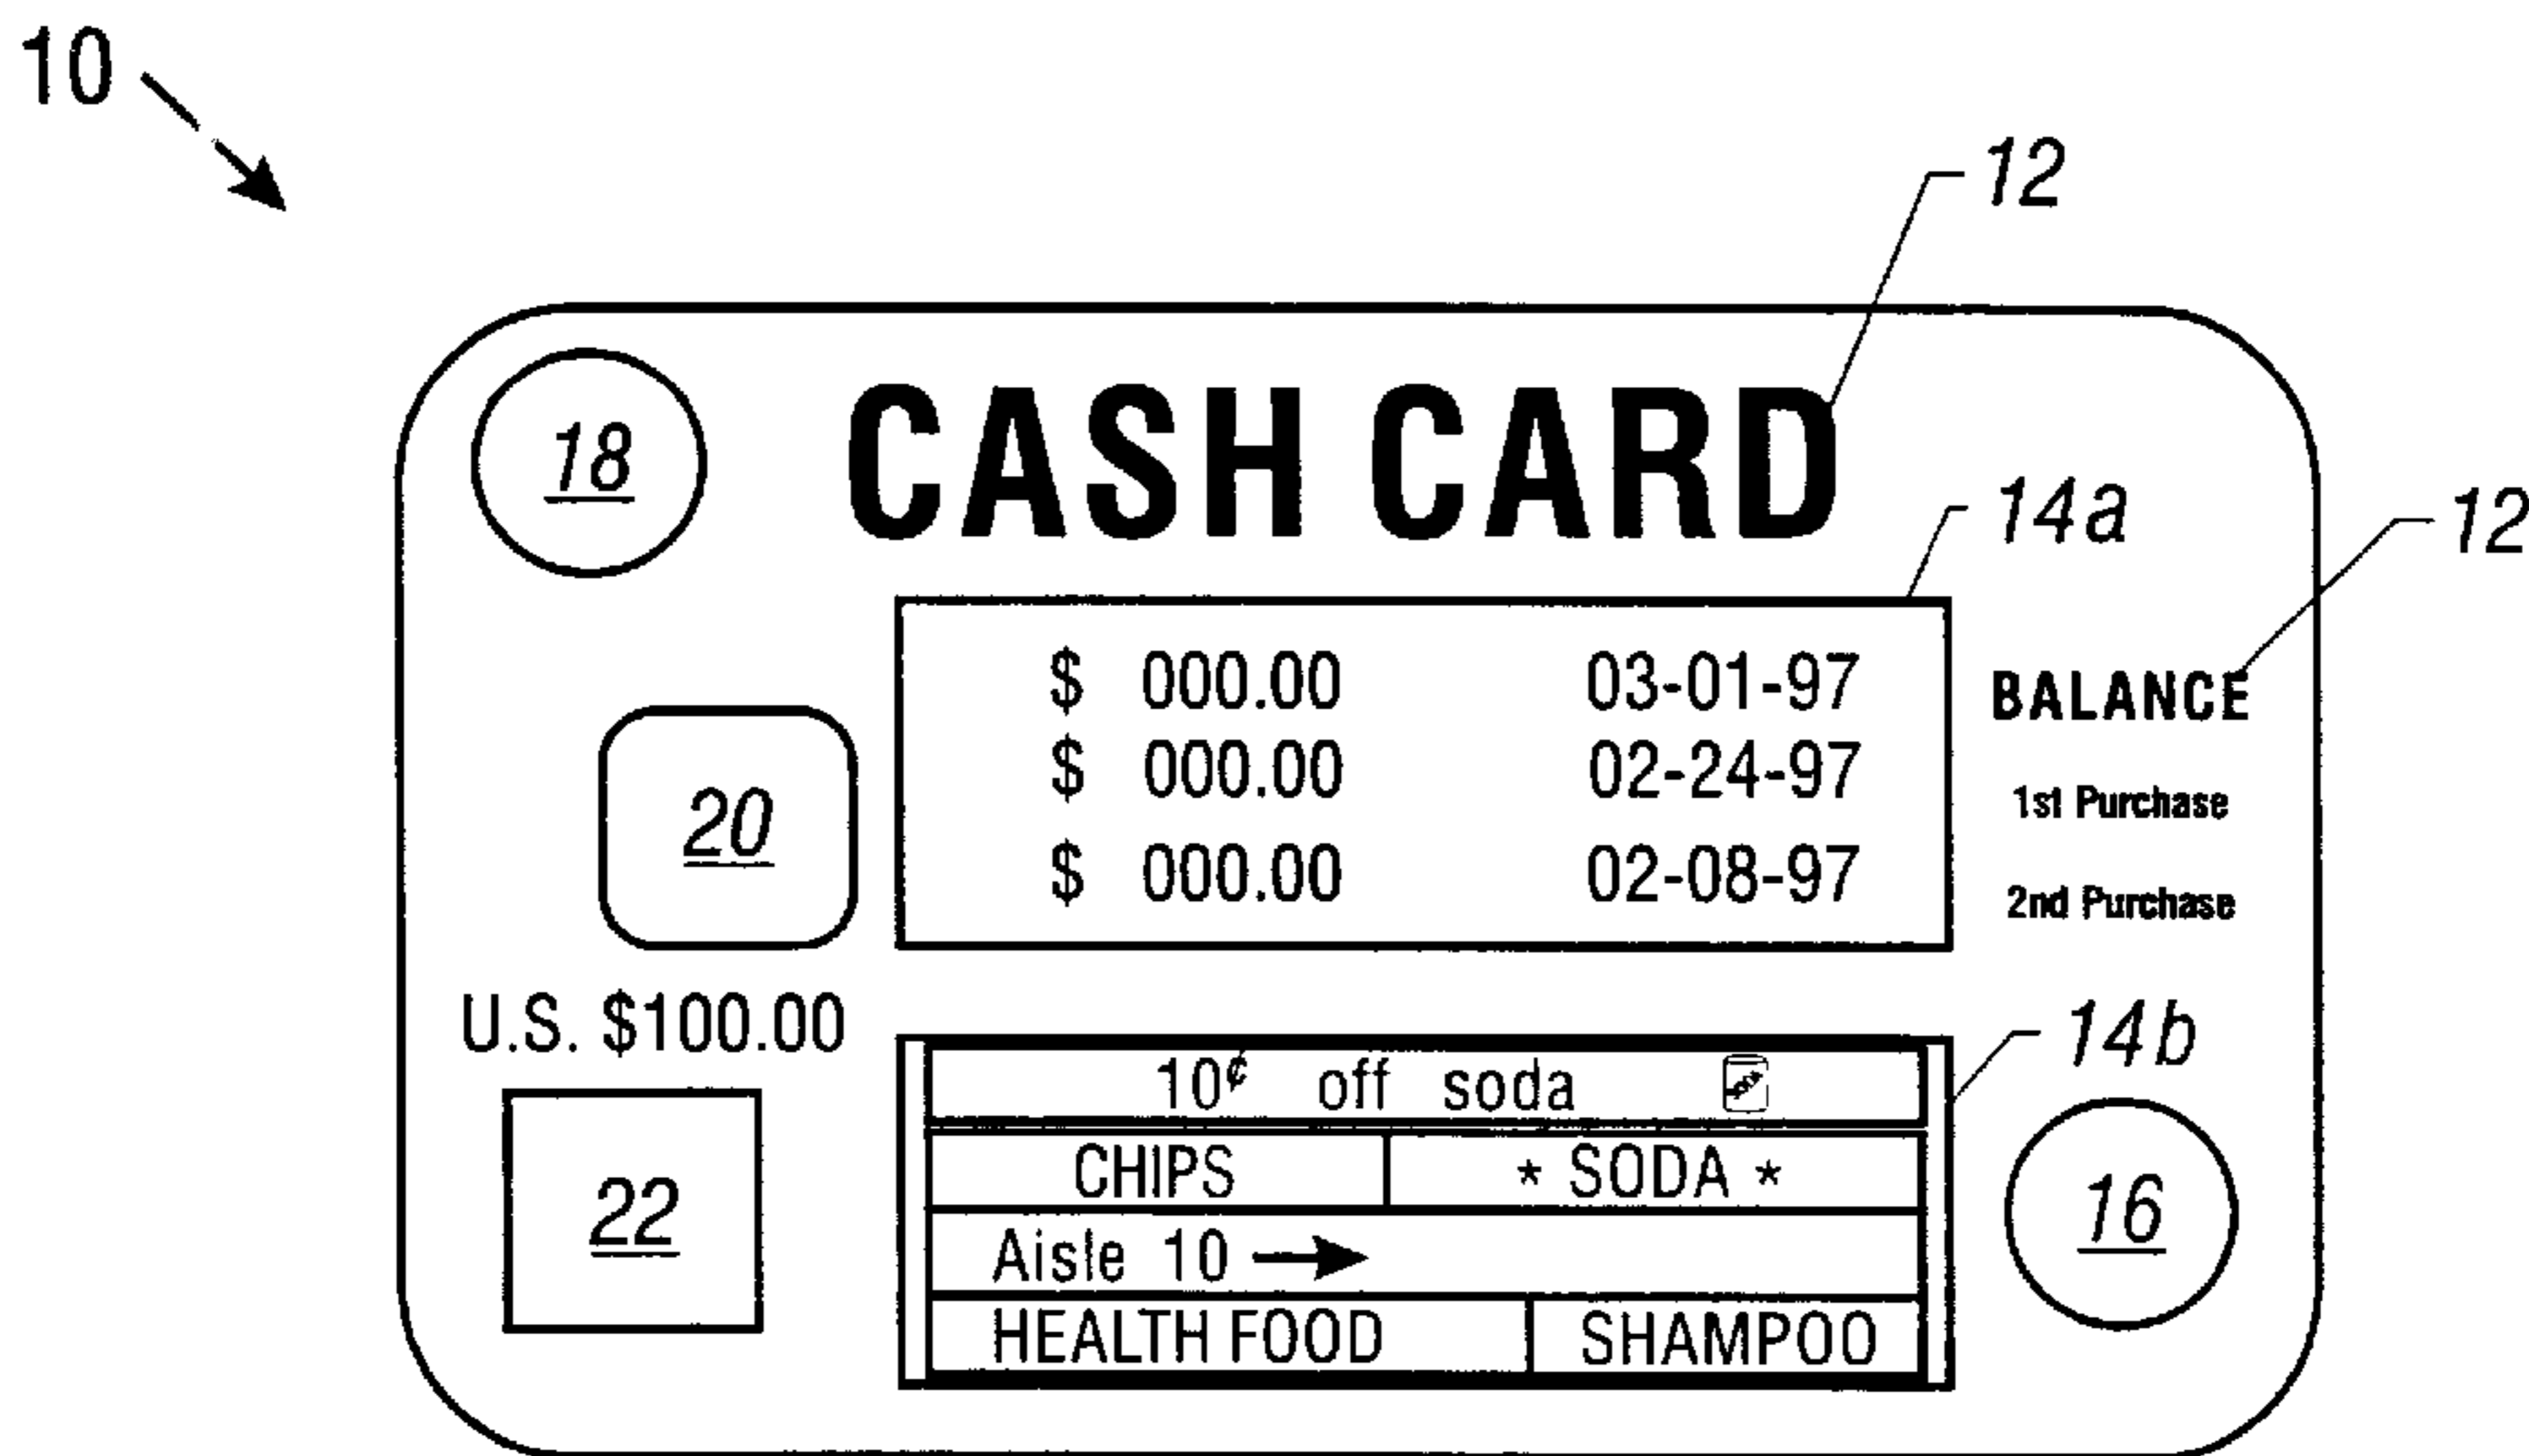 10
12
18 CASH CARD
14a
12
$ 000.00 03-01-97 BALANCE
$ 000.00 02-24-97 1st Purchase
20
$ 000.00 02-08-97 2nd Purchase
U.S. $100.00
14b
10¢ off soda
CHIPS * SODA *
22
16
Aisle 10 →
HEALTH FOOD SHAMPOO